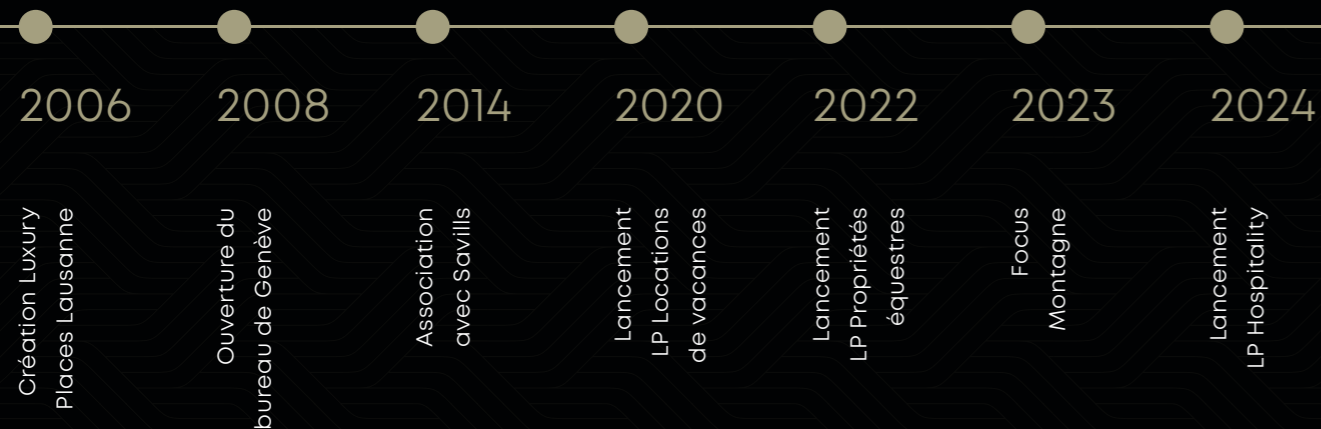 2006
Création Luxury
Places Lausanne
2008
Ouverture du
bureau de Genève
2014
Association
avec Savills
2020
Lancement
LP Locations
de vacances
2022
Lancement
LP Propriétés
équestres
2023
Focus
Montagne
2024
Lancement
LP Hospitality